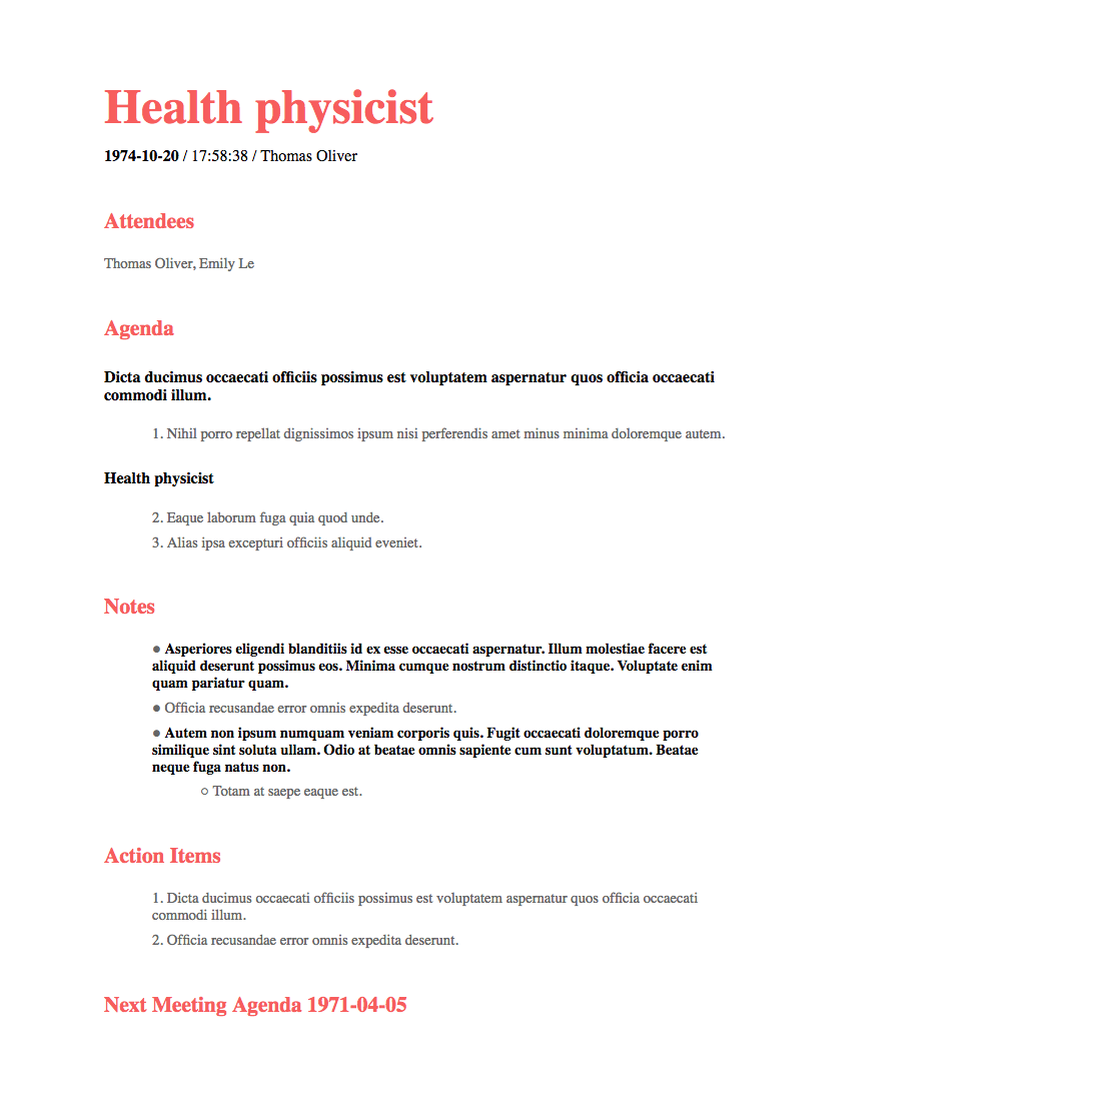 Health physicist
1974-10-20 / 17:58:38 / Thomas Oliver
Attendees
Thomas Oliver, Emily Le
Agenda
Dicta ducimus occaecati officiis possimus est voluptatem aspernatur quos officia occaecati
commodi illum.
1. Nihil porro repellat dignissimos ipsum nisi perferendis amet minus minima doloremque autem.
Health physicist
2. Eaque laborum fuga quia quod unde.
3. Alias ipsa excepturi officiis aliquid eveniet.
Notes
● Asperiores eligendi blanditiis id ex esse occaecati aspernatur. Illum molestiae facere est
aliquid deserunt possimus eos. Minima cumque nostrum distinctio itaque. Voluptate enim
quam pariatur quam.
● Officia recusandae error omnis expedita deserunt.
● Autem non ipsum numquam veniam corporis quis. Fugit occaecati doloremque porro
similique sint soluta ullam. Odio at beatae omnis sapiente cum sunt voluptatum. Beatae
neque fuga natus non.
○ Totam at saepe eaque est.
Action Items
1. Dicta ducimus occaecati officiis possimus est voluptatem aspernatur quos officia occaecati
commodi illum.
2. Officia recusandae error omnis expedita deserunt.
Next Meeting Agenda 1971-04-05